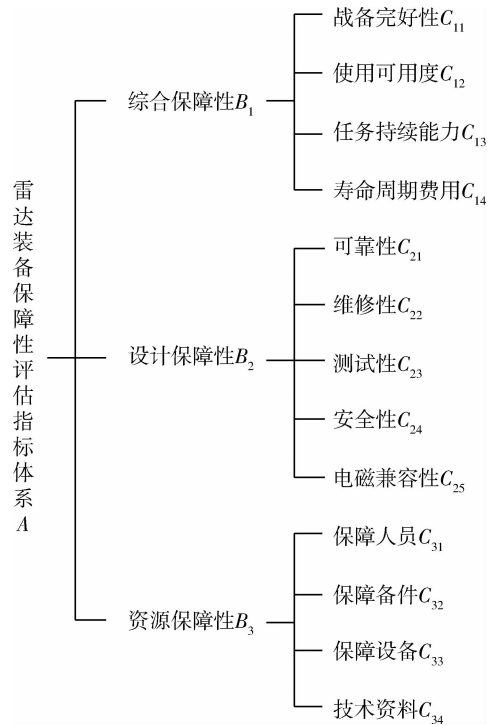 雷达装备保障性评估指标体系A
综合保障性B₁
战备完好性C₁₁
使用可用度C₁₂
任务持续能力C₁₃
寿命周期费用C₁₄
设计保障性B₂
可靠性C₂₁
维修性C₂₂
测试性C₂₃
安全性C₂₄
电磁兼容性C₂₅
资源保障性B₃
保障人员C₃₁
保障备件C₃₂
保障设备C₃₃
技术资料C₃₄